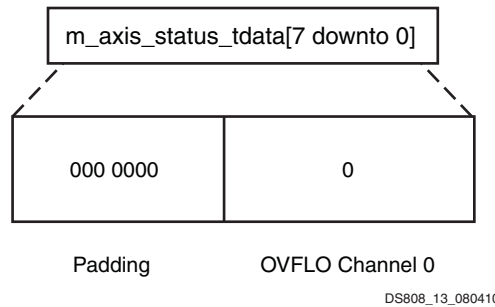 m_axis_status_tdata[7 downto 0]
000 0000 0
Padding OVFLO Channel 0
DS808_13_080410